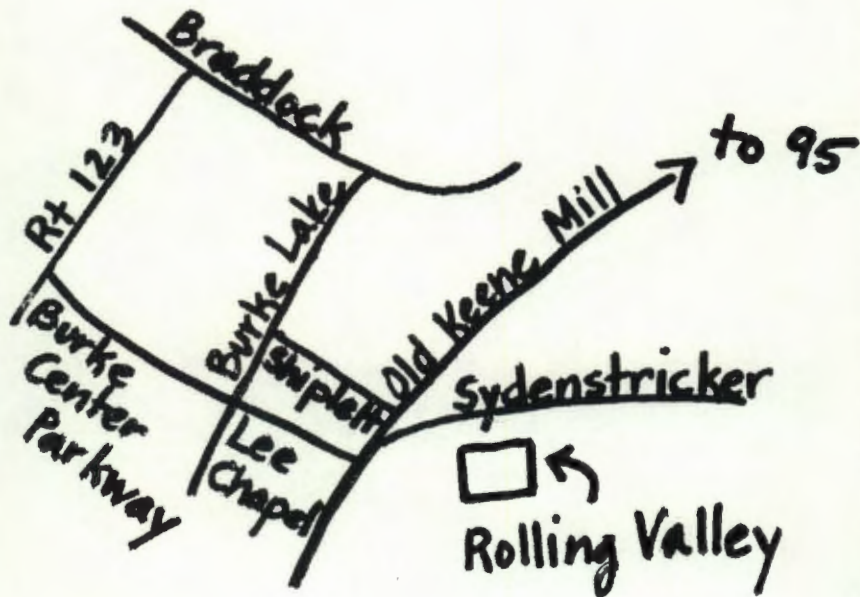 Braddock
to 95
Rt 123
Burke Lake
Old Keene Mill
Shiplett
Sydenstricker
Burke
Center
Parkway
Lee
Chapel
Rolling Valley